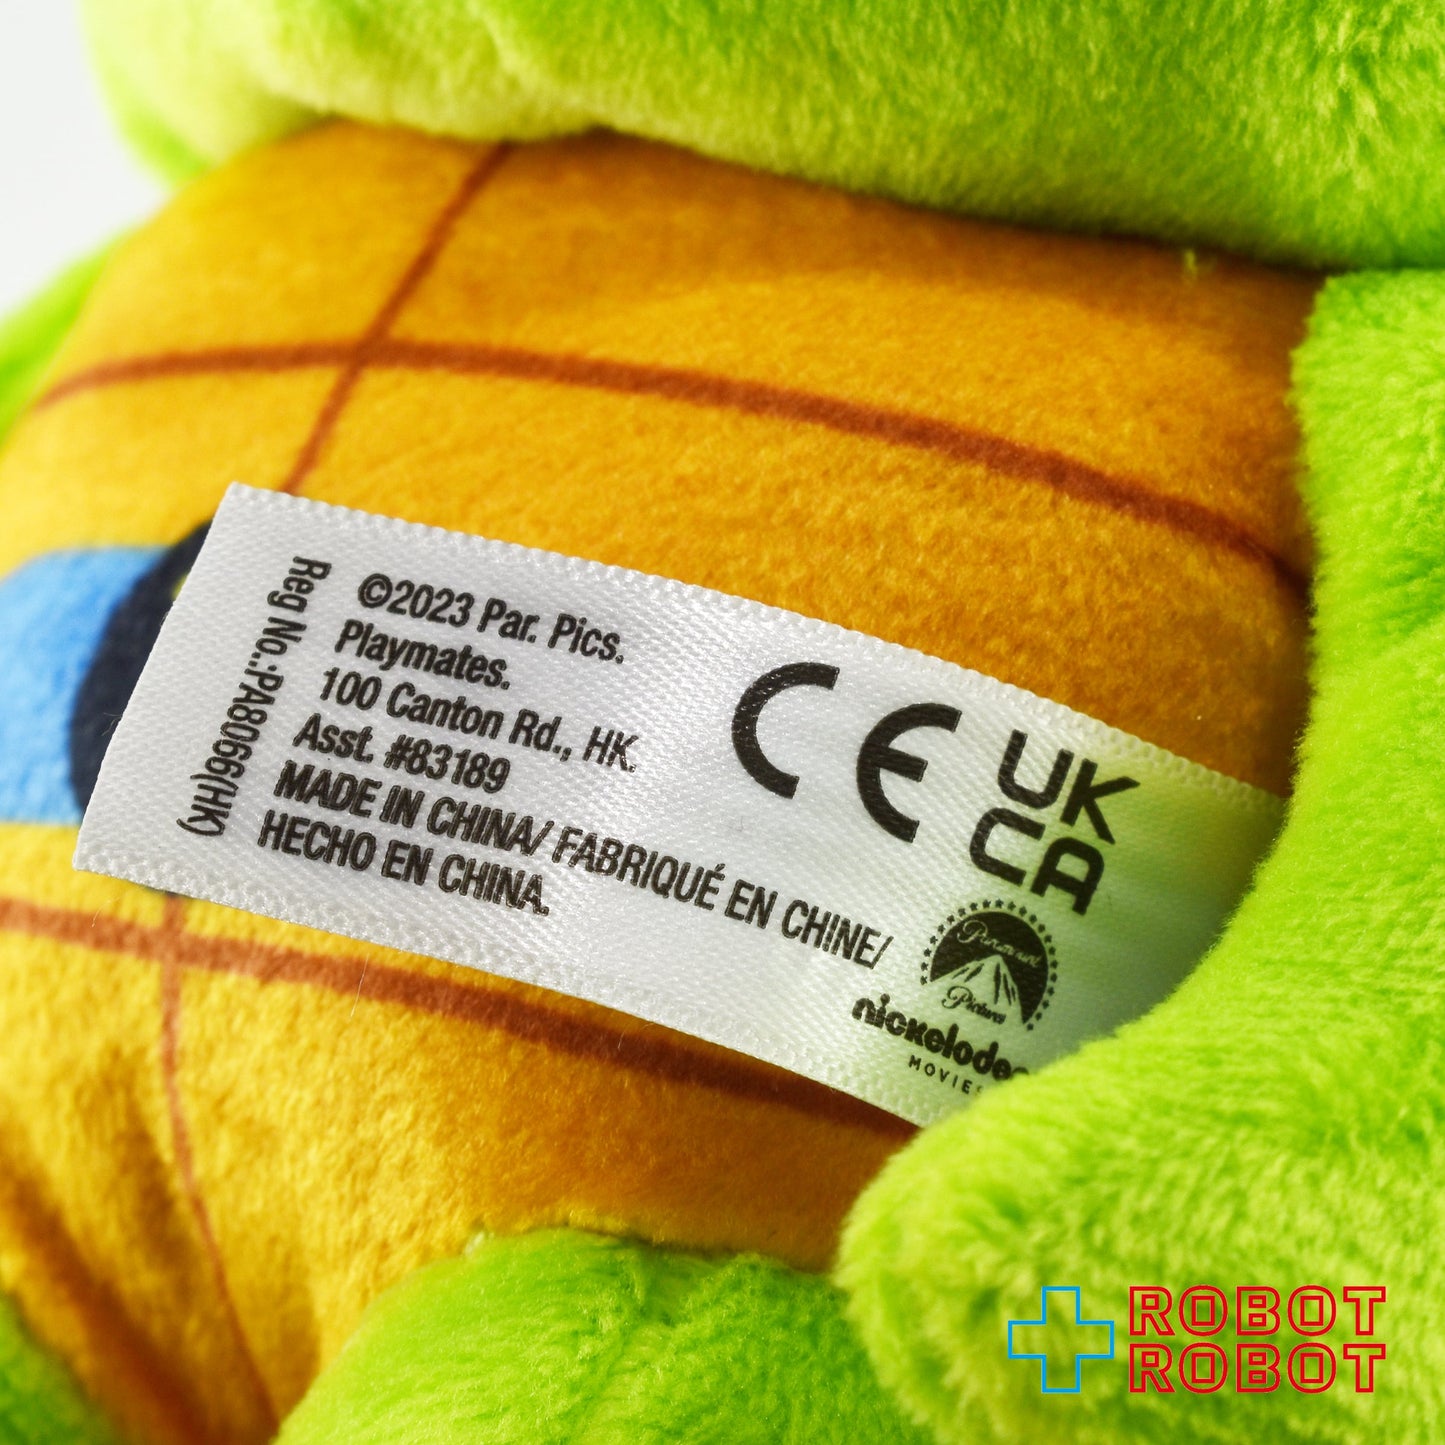 ©2023 Par. Pics.
Playmates.
100 Canton Rd., HK.
Asst. #83189
MADE IN CHINA/ FABRIQUÉ EN CHINE/
HECHO EN CHINA.
Reg No.:PA8066(HK)
CE
UK
CA
Paramount
Pictures
MOVIES
ROBOT
ROBOT